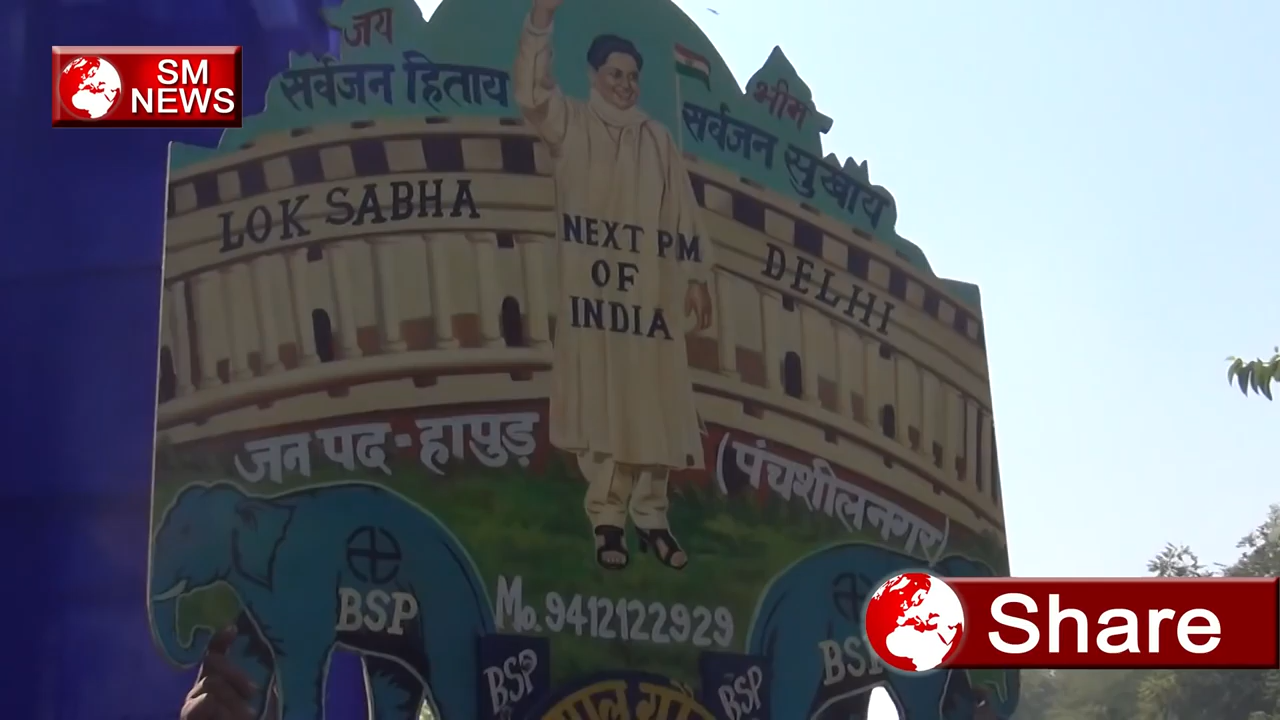 SM
NEWS
जय
सर्वजन हिताय
भीम
सर्वजन सुखाय
LOK SABHA
DELHI
NEXT PM
OF
INDIA
जन पद-हापुड़
(पंचशीलनगर)
BSP
Mo. 9412122929
BSP
BSP
BSP
Share